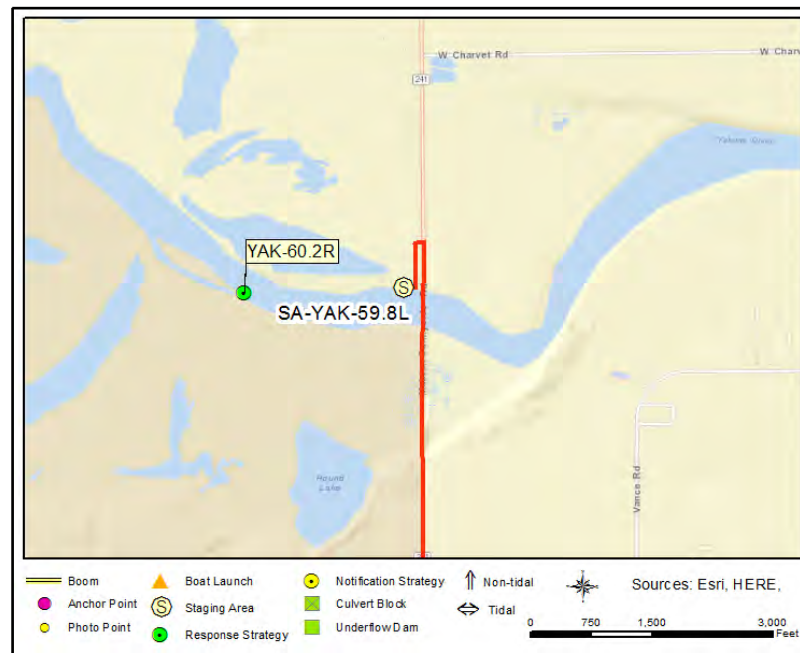 W Charvet Rd
W Charv
241
Yakima River
YAK-60.2R
S
SA-YAK-59.8L
Round
Lake
Vance Rd
Boom
Boat Launch
Notification Strategy
Non-tidal
Sources: Esri, HERE,
Anchor Point
S
Staging Area
Culvert Block
Tidal
Photo Point
Response Strategy
Underflow Dam
0 750 1,500 3,000
Feet